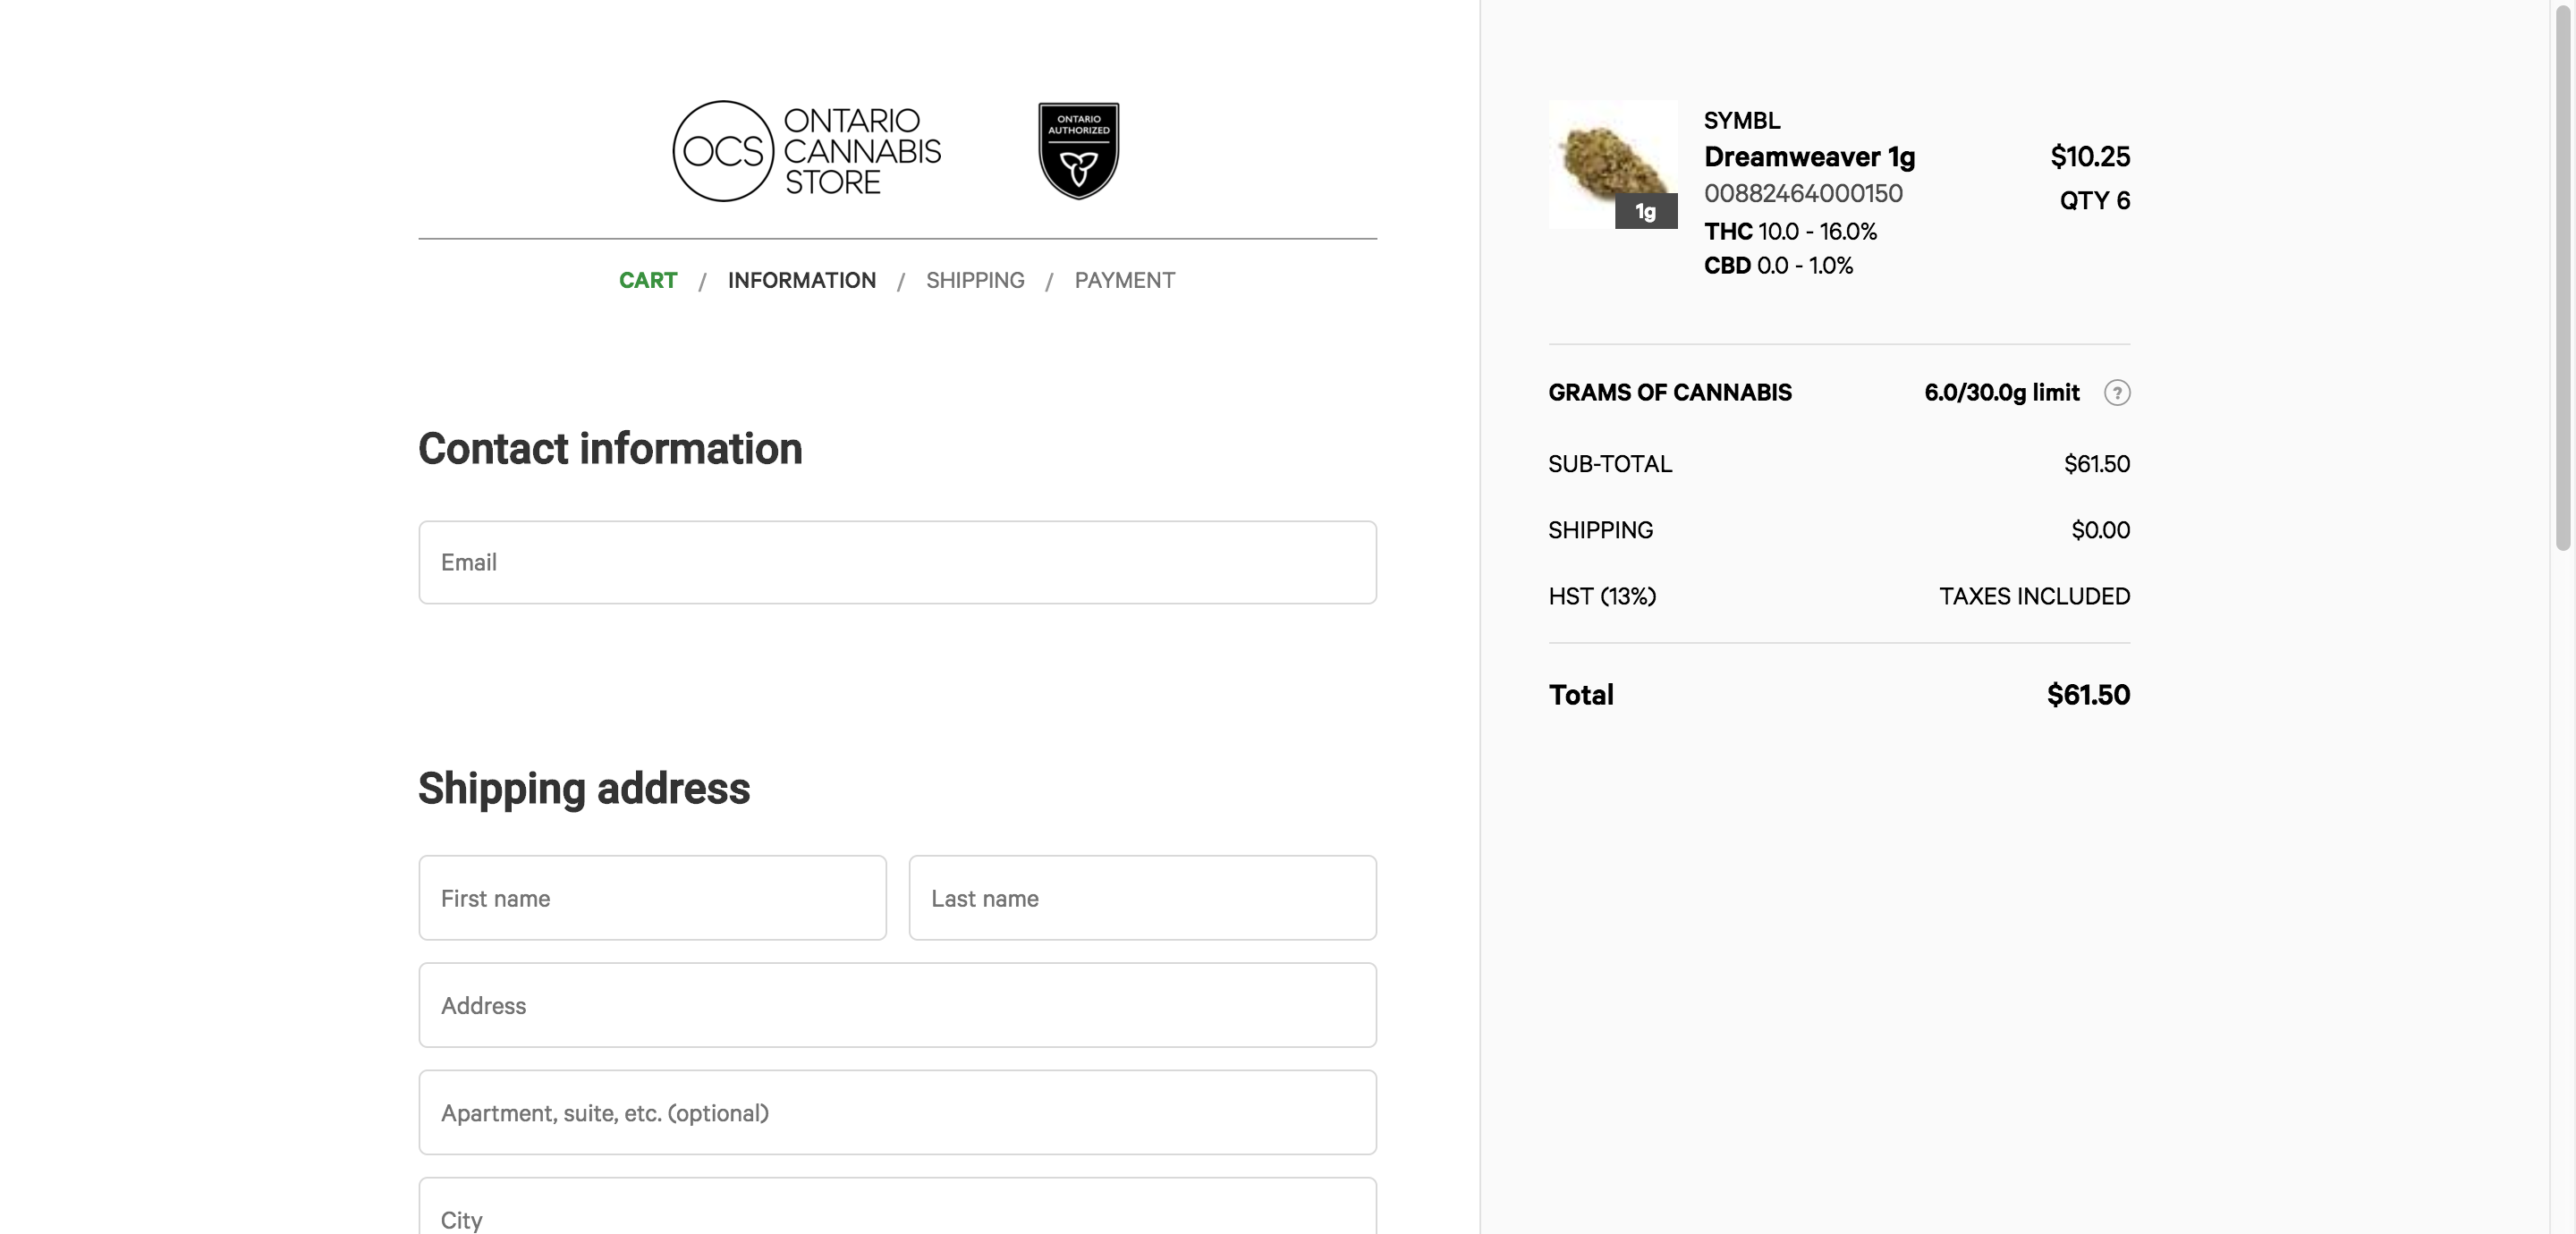 OCS
ONTARIO
CANNABIS
STORE
ONTARIO
AUTHORIZED
CART / INFORMATION / SHIPPING / PAYMENT
Contact information
Email
Shipping address
First name
Last name
Address
Apartment, suite, etc. (optional)
City
1g
SYMBL
Dreamweaver 1g $10.25
00882464000150 QTY 6
THC 10.0 - 16.0%
CBD 0.0 - 1.0%
GRAMS OF CANNABIS 6.0/30.0g limit ?
SUB-TOTAL $61.50
SHIPPING $0.00
HST (13%) TAXES INCLUDED
Total $61.50